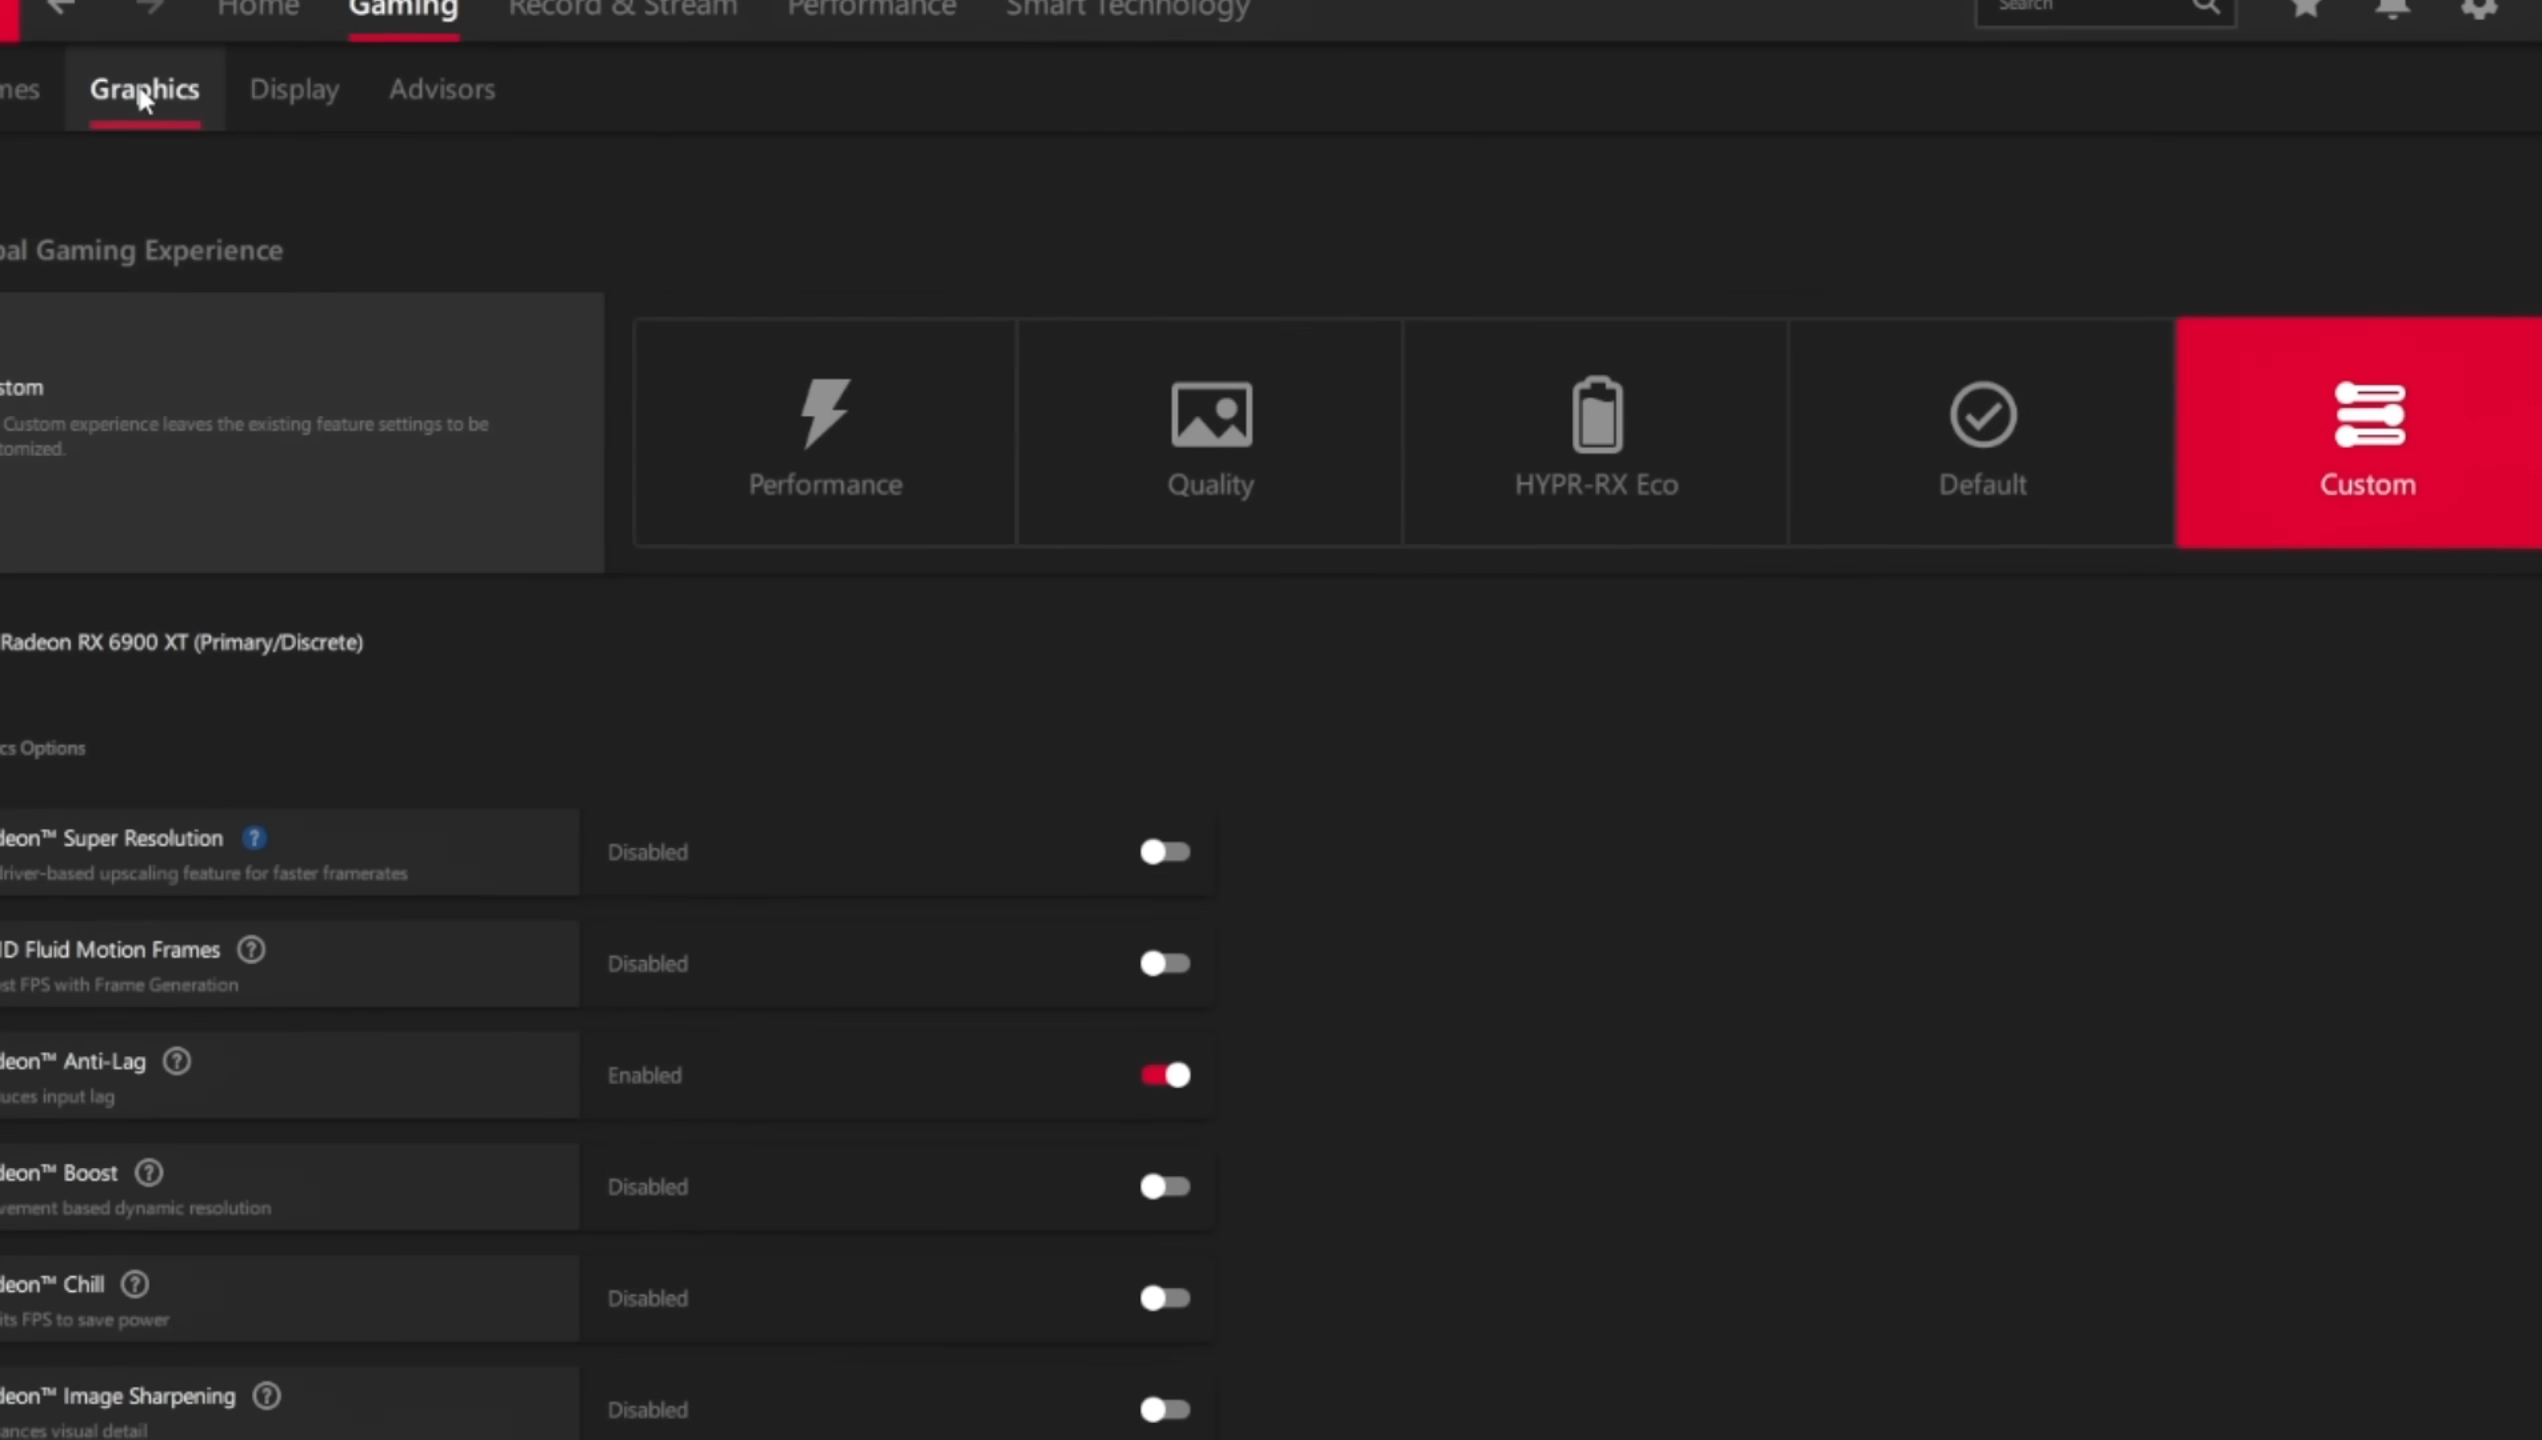 Home Gaming Record & Stream Performance Smart Technology Search
mes Graphics Display Advisors
bal Gaming Experience
stom
Custom experience leaves the existing feature settings to be
tomized.
Performance Quality HYPR-RX Eco Default Custom
Radeon RX 6900 XT (Primary/Discrete)
cs Options
deon™ Super Resolution ? Disabled
driver-based upscaling feature for faster framerates
D Fluid Motion Frames ? Disabled
st FPS with Frame Generation
deon™ Anti-Lag ? Enabled
uces input lag
deon™ Boost ? Disabled
vement based dynamic resolution
deon™ Chill ? Disabled
its FPS to save power
deon™ Image Sharpening ? Disabled
ances visual detail